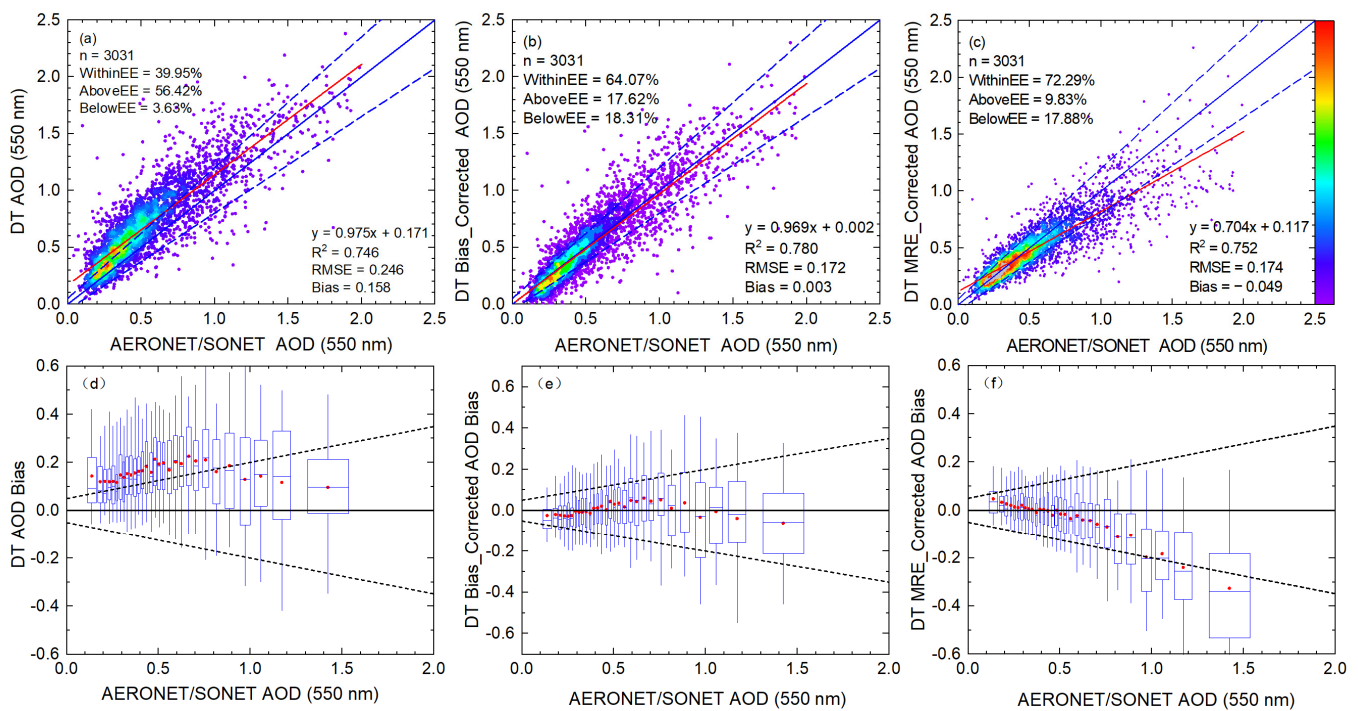 DT AOD (550 nm)
(a)
n = 3031
WithinEE = 39.95%
AboveEE = 56.42%
BelowEE = 3.63%
y = 0.975x + 0.171
R² = 0.746
RMSE = 0.246
Bias = 0.158
2.5
2.0
1.5
1.0
0.5
0.0
0.0 0.5 1.0 1.5 2.0 2.5
AERONET/SONET AOD (550 nm)
DT Bias_Corrected AOD (550 nm)
(b)
n = 3031
WithinEE = 64.07%
AboveEE = 17.62%
BelowEE = 18.31%
y = 0.969x + 0.002
R² = 0.780
RMSE = 0.172
Bias = 0.003
2.5
2.0
1.5
1.0
0.5
0.0
0.0 0.5 1.0 1.5 2.0 2.5
AERONET/SONET AOD (550 nm)
DT MRE_Corrected AOD (550 nm)
(c)
n = 3031
WithinEE = 72.29%
AboveEE = 9.83%
BelowEE = 17.88%
y = 0.704x + 0.117
R² = 0.752
RMSE = 0.174
Bias = − 0.049
2.5
2.0
1.5
1.0
0.5
0.0
0.0 0.5 1.0 1.5 2.0 2.5
AERONET/SONET AOD (550 nm)
DT AOD Bias
（d）
0.6
0.4
0.2
0.0
-0.2
-0.4
-0.6
0.0 0.5 1.0 1.5 2.0
AERONET/SONET AOD (550 nm)
DT Bias_Corrected AOD Bias
（e）
0.6
0.4
0.2
0.0
-0.2
-0.4
-0.6
0.0 0.5 1.0 1.5 2.0
AERONET/SONET AOD (550 nm)
DT MRE_Corrected AOD Bias
（f）
0.6
0.4
0.2
0.0
-0.2
-0.4
-0.6
0.0 0.5 1.0 1.5 2.0
AERONET/SONET AOD (550 nm)